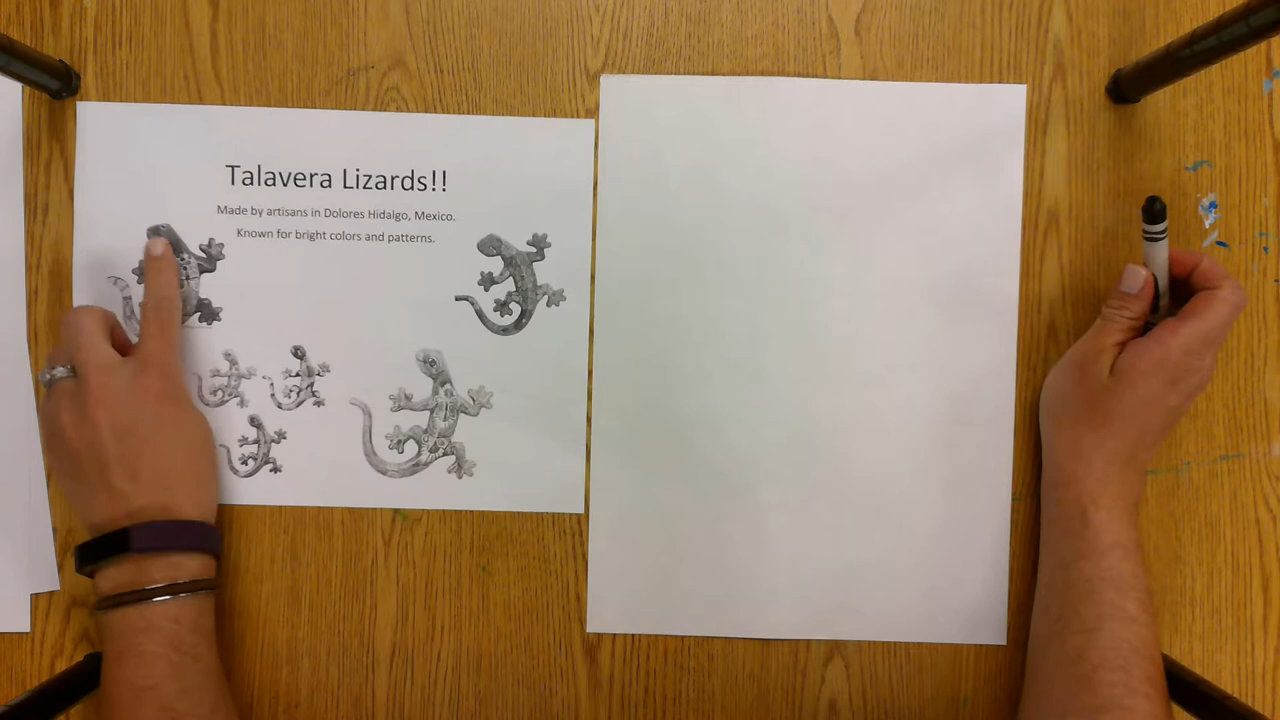 Talavera Lizards!!
Made by artisans in Dolores Hidalgo, Mexico.
Known for bright colors and patterns.